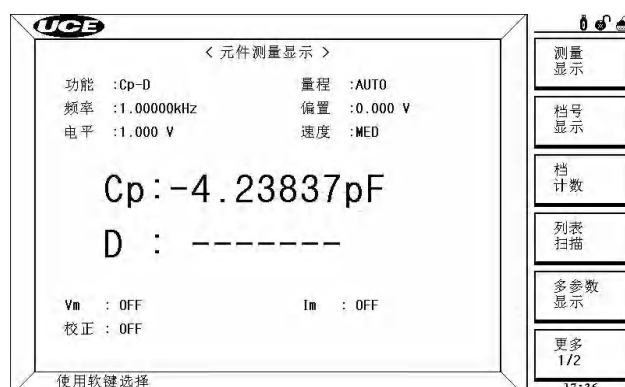 UCE
< 元件测量显示 >
功能 :Cp-D 量程 :AUTO
频率 :1.00000kHz 偏置 :0.000 V
电平 :1.000 V 速度 :MED
Cp:-4.23837pF
D : -------
Vm : OFF Im : OFF
校正 : OFF
使用软键选择
测量
显示
档号
显示
档
计数
列表
扫描
多参数
显示
更多
1/2